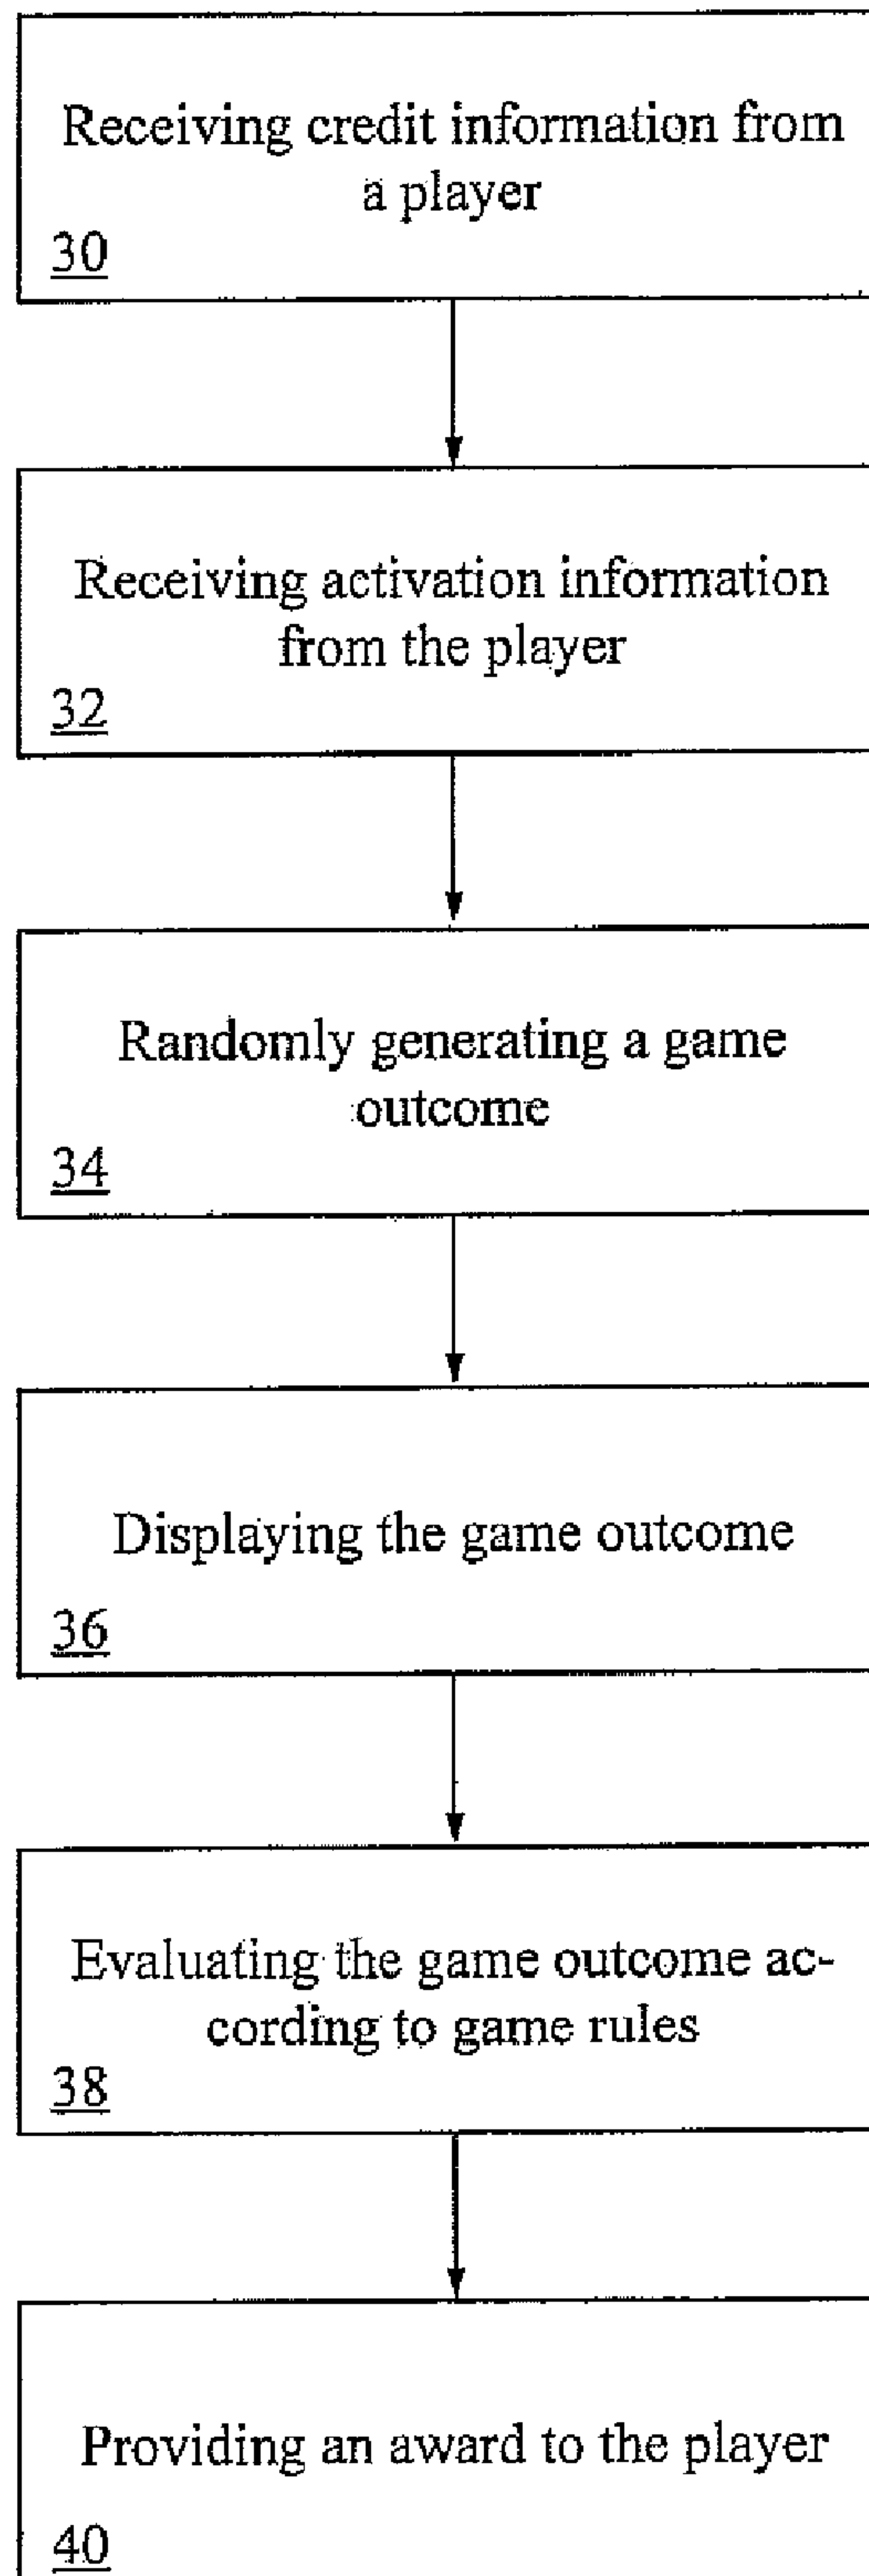 Receiving credit information from
a player
30
Receiving activation information
from the player
32
Randomly generating a game
outcome
34
Displaying the game outcome
36
Evaluating the game outcome ac-
cording to game rules
38
Providing an award to the player
40